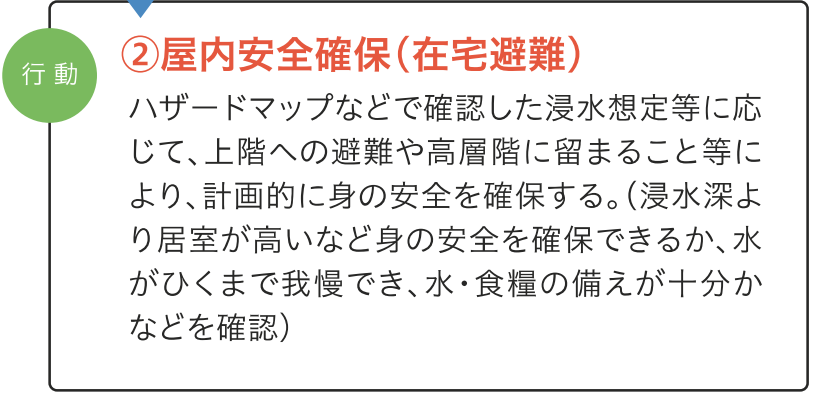 行動
②屋内安全確保（在宅避難）
ハザードマップなどで確認した浸水想定等に応
じて、上階への避難や高層階に留まること等に
より、計画的に身の安全を確保する。（浸水深よ
り居室が高いなど身の安全を確保できるか、水
がひくまで我慢でき、水・食糧の備えが十分か
などを確認）